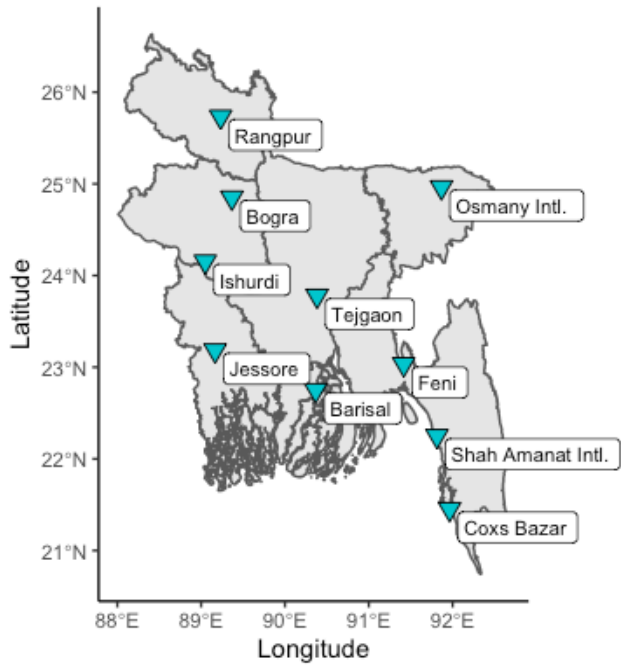 26°N
Rangpur
25°N
Osmany Intl.
Bogra
24°N
Ishurdi
Tejgaon
Latitude
23°N
Jessore
Feni
Barisal
22°N
Shah Amanat Intl.
Coxs Bazar
21°N
88°E 89°E 90°E 91°E 92°E
Longitude